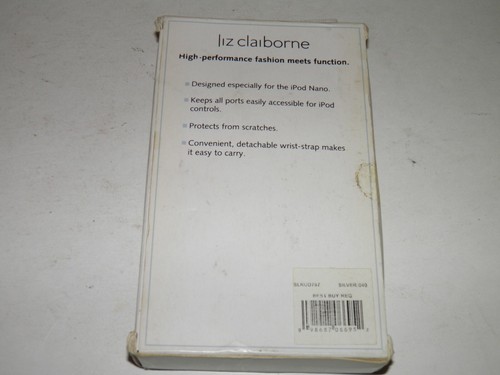 liz claiborne
High-performance fashion meets function.
Designed especially for the iPod Nano.
Keeps all ports easily accessible for iPod
controls.
Protects from scratches.
Convenient, detachable wrist-strap makes
it easy to carry.